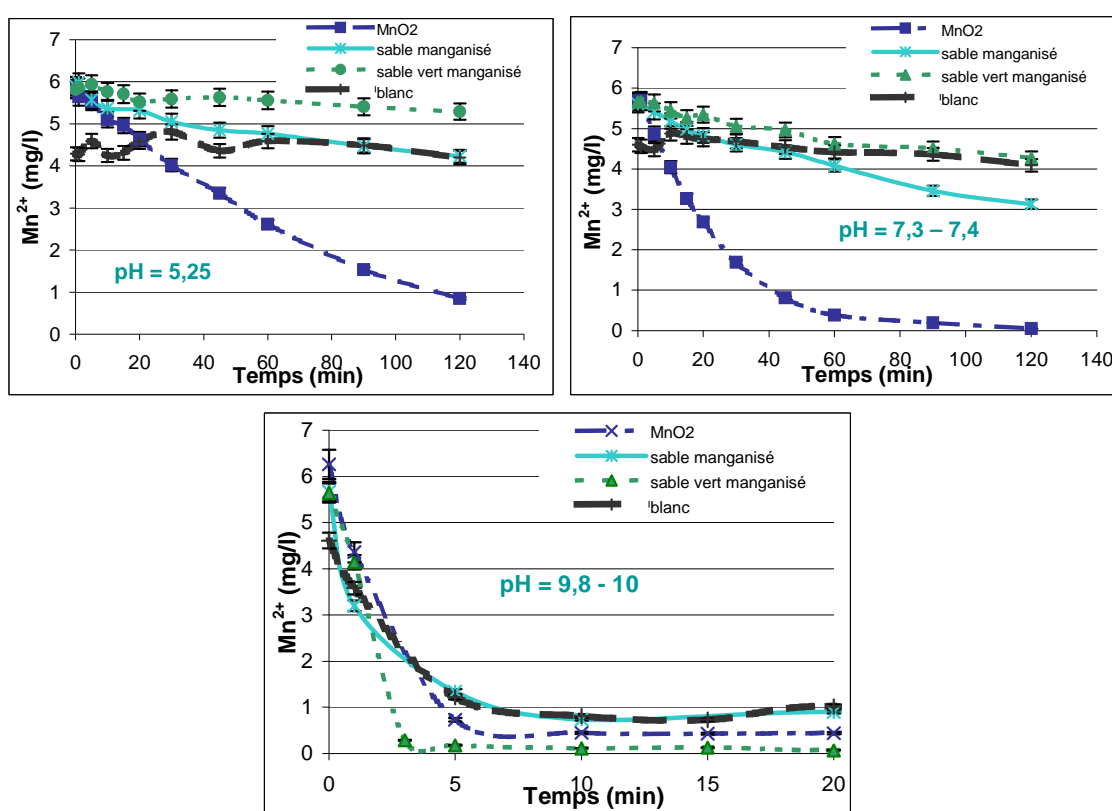 7
6
5
4
3
2
1
0
Mn²⁺ (mg/l)
MnO2
sable manganisé
sable vert manganisé
blanc
pH = 5,25
0 20 40 60 80 100 120 140
Temps (min)
7
6
5
4
3
2
1
0
Mn²⁺ (mg/l)
MnO2
sable manganisé
sable vert manganisé
blanc
pH = 7,3 – 7,4
0 20 40 60 80 100 120 140
Temps (min)
7
6
5
4
3
2
1
0
Mn²⁺ (mg/l)
MnO2
sable manganisé
sable vert manganisé
blanc
pH = 9,8 - 10
0 5 10 15 20
Temps (min)